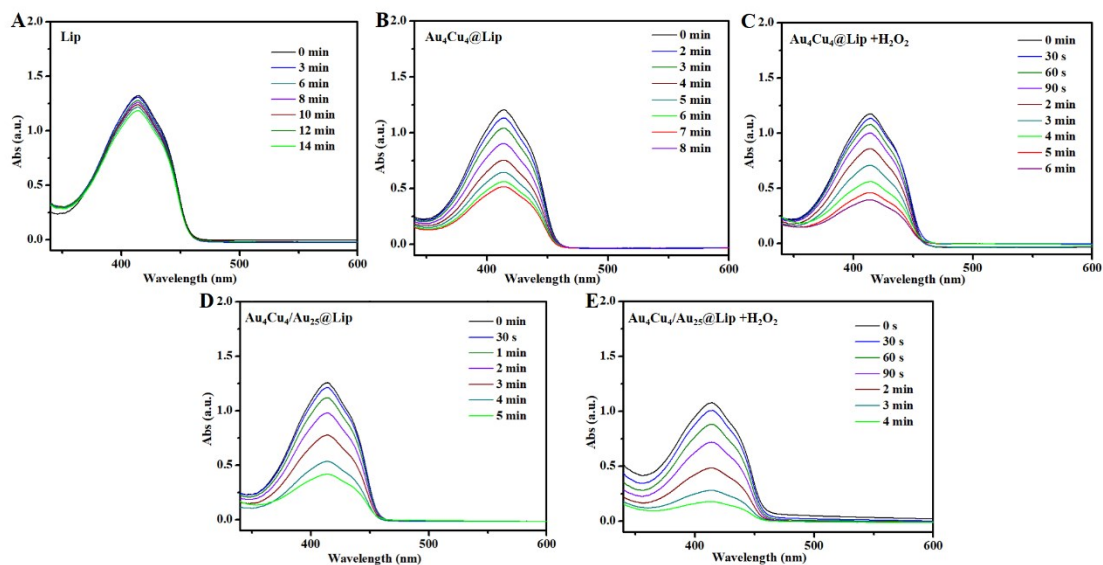 A
Lip
0 min
3 min
6 min
8 min
10 min
12 min
14 min
2.0
1.5
1.0
0.5
0.0
Abs (a.u.)
400
500
600
Wavelength (nm)
B
Au₄Cu₄@Lip
0 min
2 min
3 min
4 min
5 min
6 min
7 min
8 min
2.0
1.5
1.0
0.5
0.0
Abs (a.u.)
400
500
600
Wavelength (nm)
C
Au₄Cu₄@Lip +H₂O₂
0 min
30 s
60 s
90 s
2 min
3 min
4 min
5 min
6 min
2.0
1.5
1.0
0.5
0.0
Abs (a.u.)
400
500
600
Wavelength (nm)
D
Au₄Cu₄/Au₂₅@Lip
0 min
30 s
1 min
2 min
3 min
4 min
5 min
2.0
1.5
1.0
0.5
0.0
Abs (a.u.)
400
500
600
Wavelength (nm)
E
Au₄Cu₄/Au₂₅@Lip +H₂O₂
0 s
30 s
60 s
90 s
2 min
3 min
4 min
2.0
1.5
1.0
0.5
0.0
Abs (a.u.)
400
500
600
Wavelength (nm)